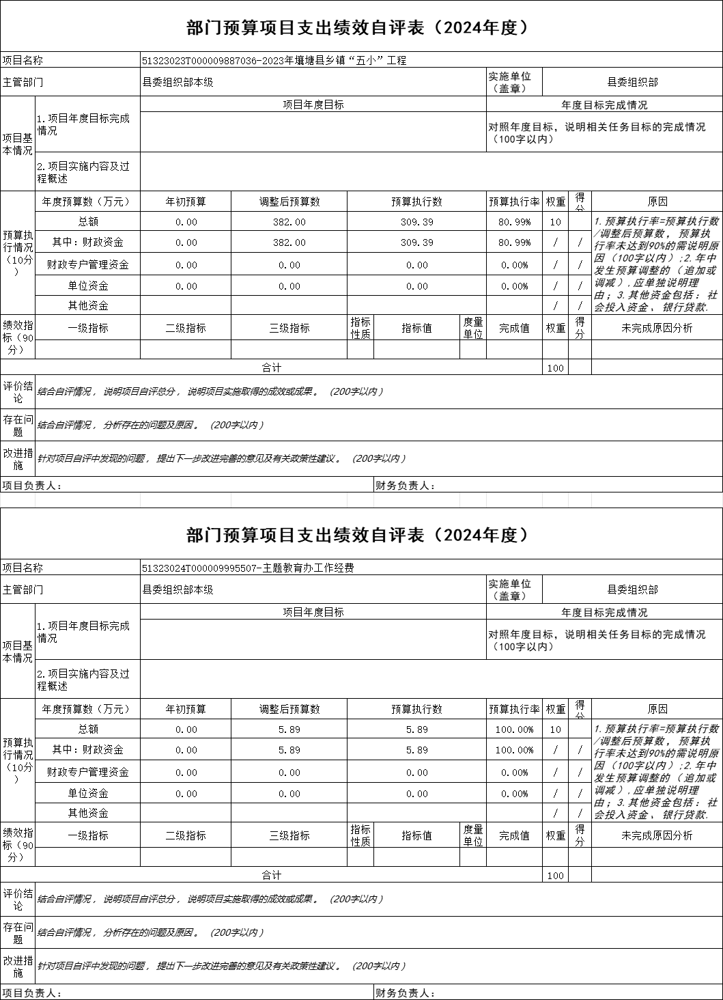 部门预算项目支出绩效自评表（2024年度）
项目名称 51323023T000009887036-2023年壤塘县乡镇“五小”工程
主管部门 县委组织部本级 实施单位（盖章） 县委组织部
项目基本情况 1.项目年度目标完成情况 项目年度目标 年度目标完成情况
对照年度目标，说明相关任务目标的完成情况（100字以内）
2.项目实施内容及过程概述
预算执行情况（10分） 年度预算数（万元） 年初预算 调整后预算数 预算执行数 预算执行率 权重 得分 原因
总额 0.00 382.00 309.39 80.99% 10
其中：财政资金 0.00 382.00 309.39 80.99% / /
财政专户管理资金 0.00 0.00 0.00 0.00% / /
单位资金 0.00 0.00 0.00 0.00% / /
其他资金 / /
1.预算执行率=预算执行数
/调整后预算数，预算执
行率未达到90%的需说明原
因（100字以内）;2.年中
发生预算调整的（追加或
调减）,应单独说明理
由；3.其他资金包括：社
会投入资金、银行贷款.
绩效指标（90分） 一级指标 二级指标 三级指标 指标性质 指标值 度量单位 完成值 权重 得分 未完成原因分析
合计 100
评价结论 结合自评情况，说明项目自评总分，说明项目实施取得的成效或成果。（200字以内）
存在问题 结合自评情况，分析存在的问题及原因。（200字以内）
改进措施 针对项目自评中发现的问题，提出下一步改进完善的意见及有关政策性建议。（200字以内）
项目负责人： 财务负责人：
部门预算项目支出绩效自评表（2024年度）
项目名称 51323024T000009995507-主题教育办工作经费
主管部门 县委组织部本级 实施单位（盖章） 县委组织部
项目基本情况 1.项目年度目标完成情况 项目年度目标 年度目标完成情况
对照年度目标，说明相关任务目标的完成情况（100字以内）
2.项目实施内容及过程概述
预算执行情况（10分） 年度预算数（万元） 年初预算 调整后预算数 预算执行数 预算执行率 权重 得分 原因
总额 0.00 5.89 5.89 100.00% 10
其中：财政资金 0.00 5.89 5.89 100.00% / /
财政专户管理资金 0.00 0.00 0.00 0.00% / /
单位资金 0.00 0.00 0.00 0.00% / /
其他资金 / /
1.预算执行率=预算执行数
/调整后预算数，预算执
行率未达到90%的需说明原
因（100字以内）;2.年中
发生预算调整的（追加或
调减）,应单独说明理
由；3.其他资金包括：社
会投入资金、银行贷款.
绩效指标（90分） 一级指标 二级指标 三级指标 指标性质 指标值 度量单位 完成值 权重 得分 未完成原因分析
合计 100
评价结论 结合自评情况，说明项目自评总分，说明项目实施取得的成效或成果。（200字以内）
存在问题 结合自评情况，分析存在的问题及原因。（200字以内）
改进措施 针对项目自评中发现的问题，提出下一步改进完善的意见及有关政策性建议。（200字以内）
项目负责人： 财务负责人：